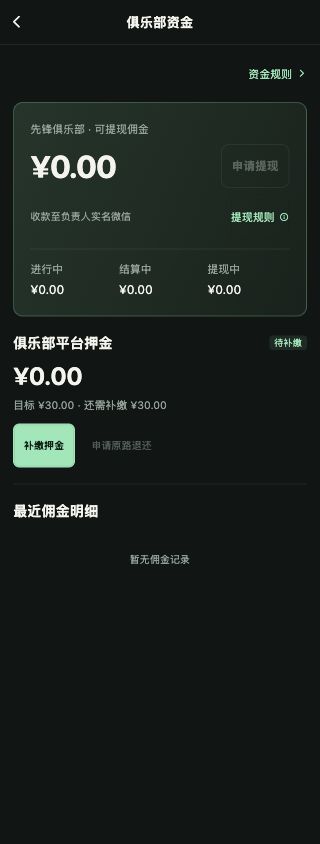 俱乐部资金
资金规则
先锋俱乐部 · 可提现佣金
¥0.00
申请提现
收款至负责人实名微信
提现规则
进行中 结算中 提现中
¥0.00 ¥0.00 ¥0.00
俱乐部平台押金
待补缴
¥0.00
目标 ¥30.00 · 还需补缴 ¥30.00
补缴押金 申请原路退还
最近佣金明细
暂无佣金记录